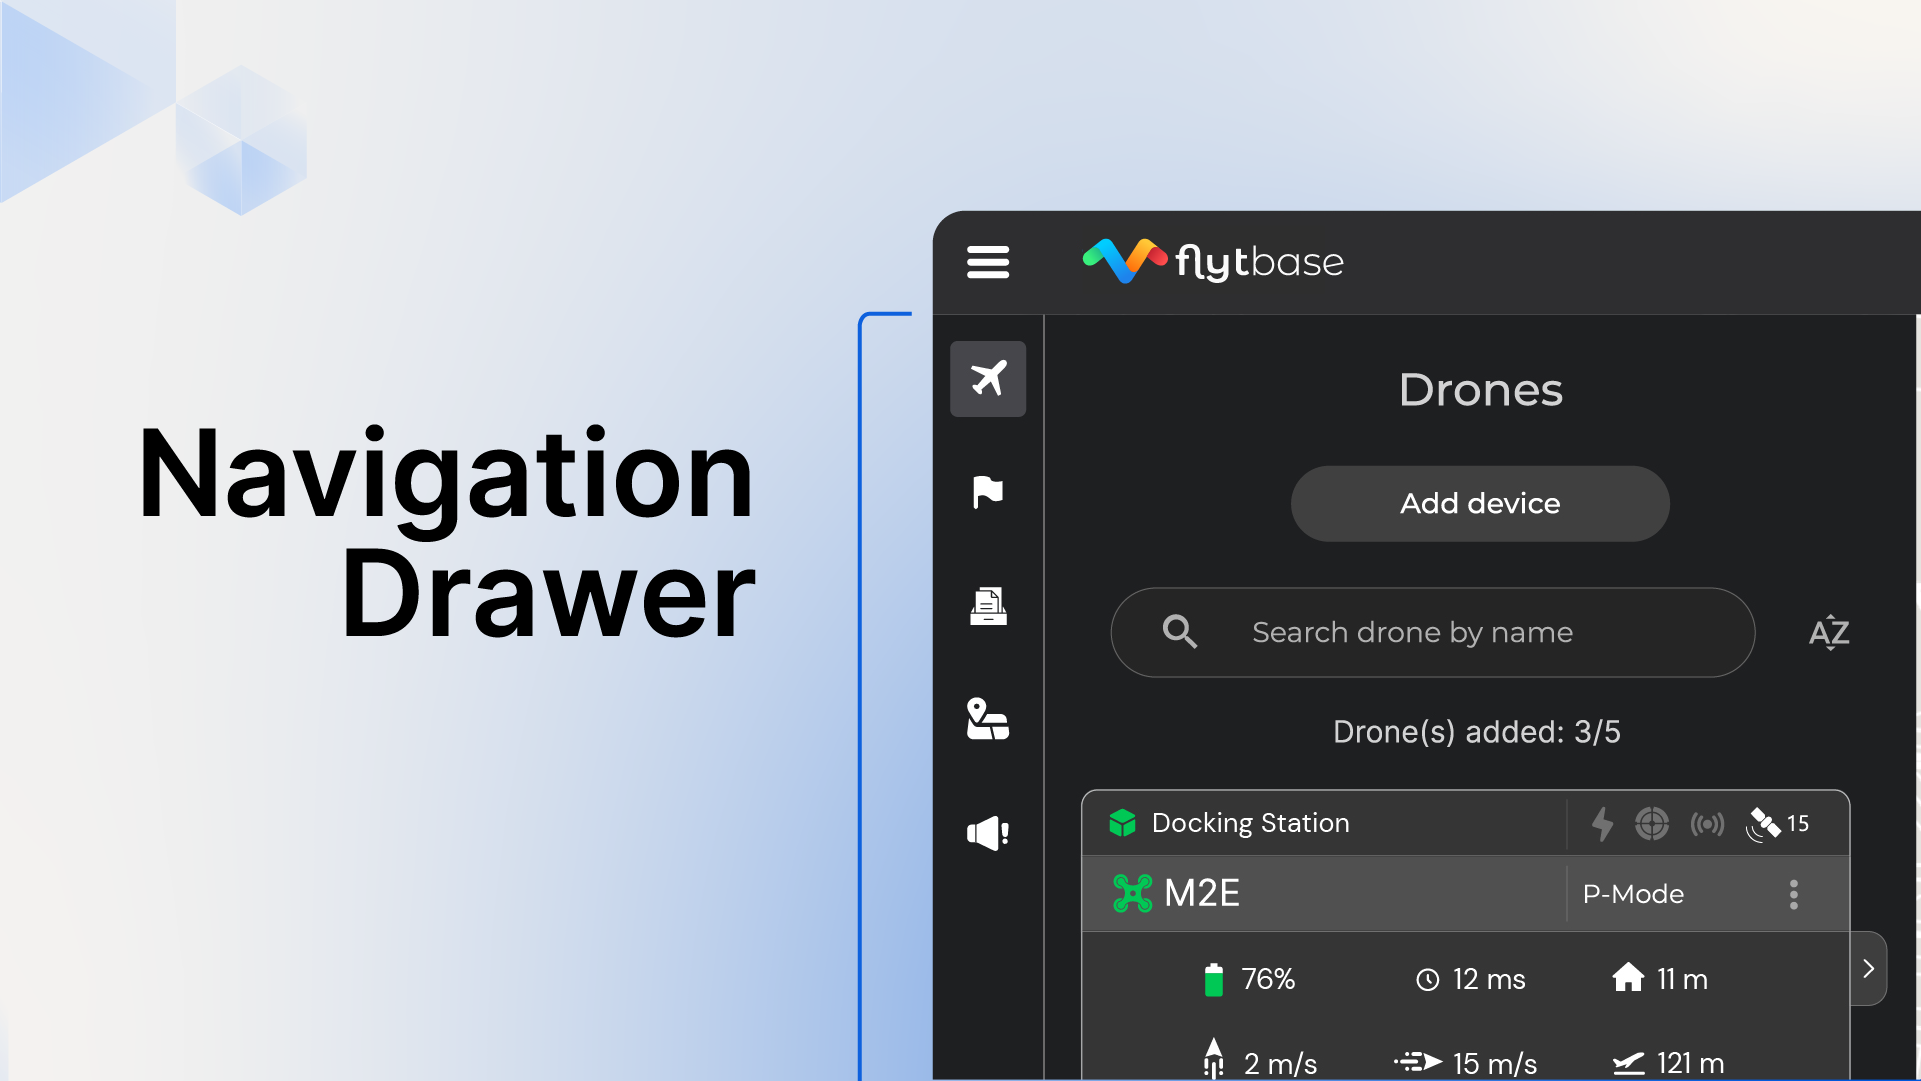 Navigation
Drawer
flytbase
Drones
Add device
Search drone by name
AZ
Drone(s) added: 3/5
Docking Station
15
M2E
P-Mode
76%
12 ms
11 m
2 m/s
15 m/s
121 m